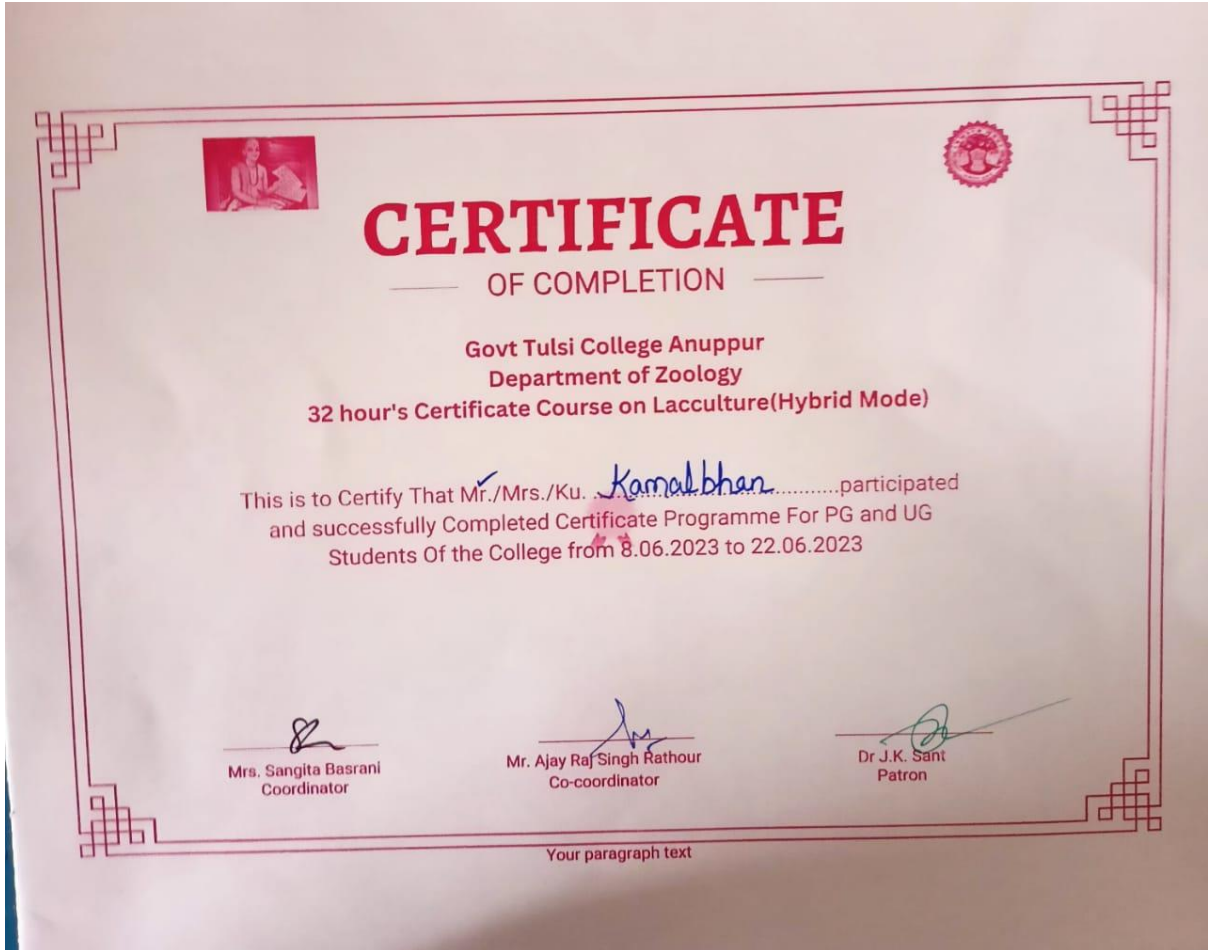 CERTIFICATE
OF COMPLETION
Govt Tulsi College Anuppur
Department of Zoology
32 hour's Certificate Course on Lacculture(Hybrid Mode)
This is to Certify That Mr./Mrs./Ku. ..Kamalbhan...........participated
and successfully Completed Certificate Programme For PG and UG
Students Of the College from 8.06.2023 to 22.06.2023
Mrs. Sangita Basrani
Coordinator
Mr. Ajay Raj Singh Rathour
Co-coordinator
Dr J.K. Sant
Patron
Your paragraph text